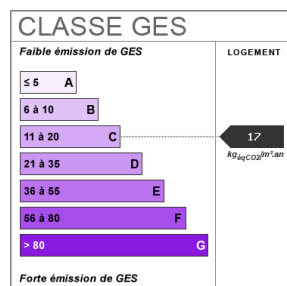 CLASSE GES
Faible émission de GES
LOGEMENT
≤ 5 A
6 à 10 B
11 à 20 C
17
kgéqCO2/m².an
21 à 35 D
36 à 55 E
56 à 80 F
> 80 G
Forte émission de GES